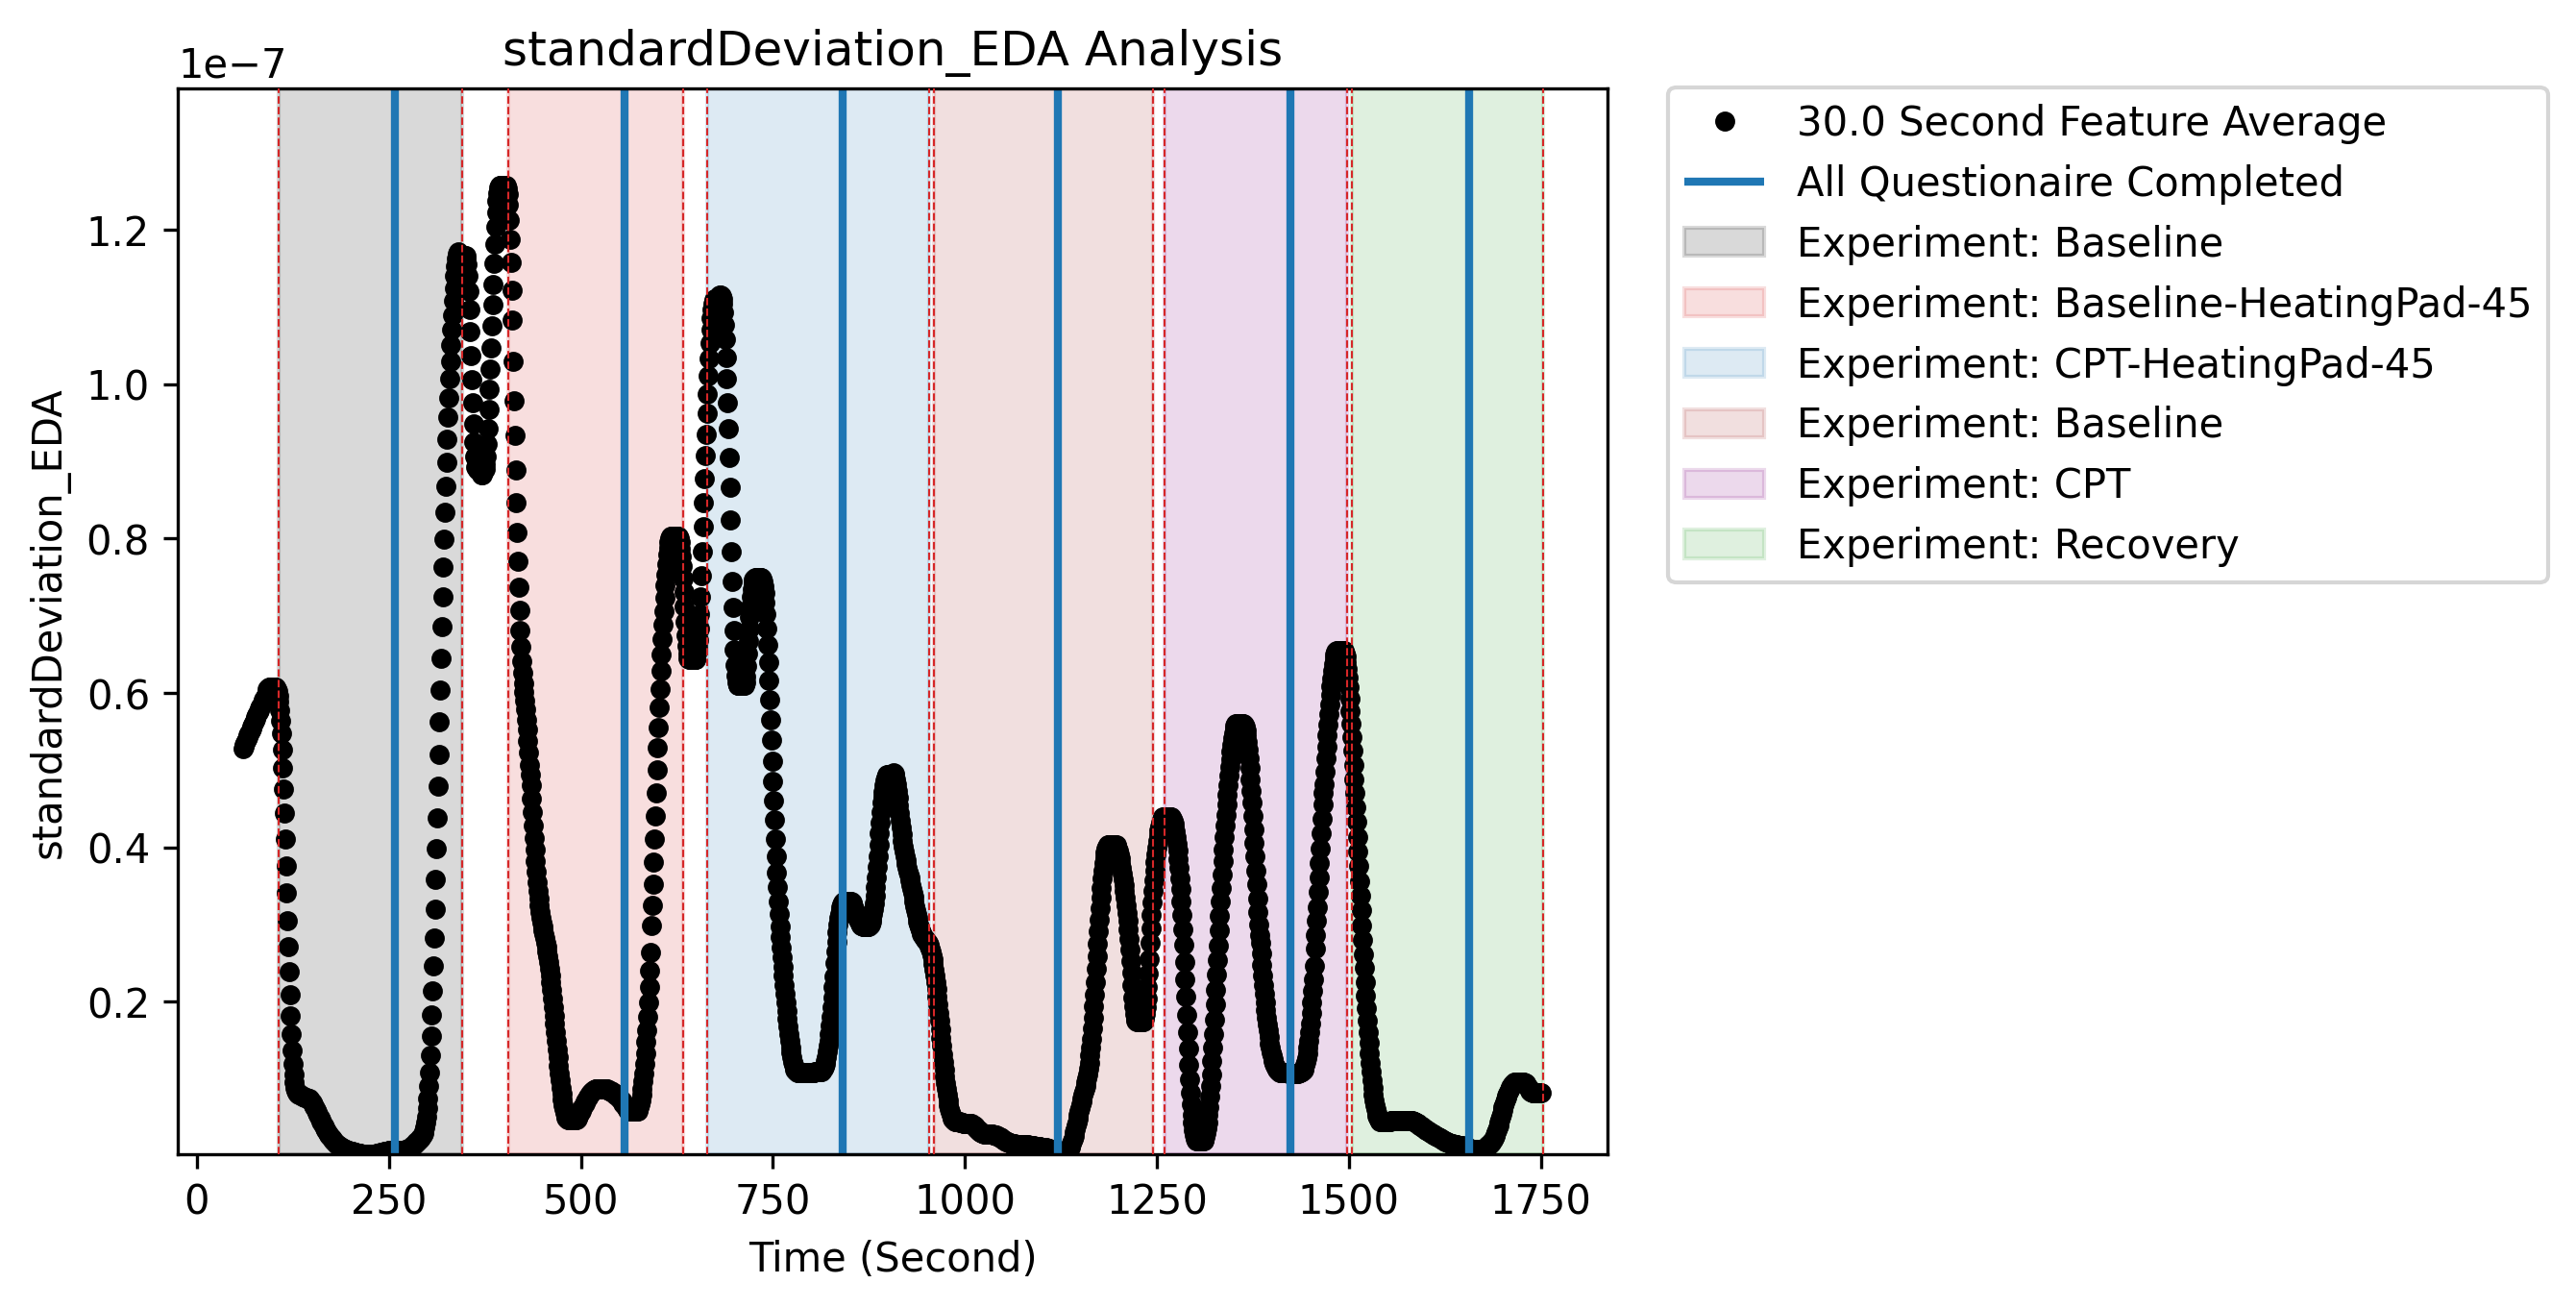 standardDeviation_EDA Analysis
1e−7
1.2
1.0
0.8
0.6
0.4
0.2
standardDeviation_EDA
0 250 500 750 1000 1250 1500 1750
Time (Second)
30.0 Second Feature Average
All Questionaire Completed
Experiment: Baseline
Experiment: Baseline-HeatingPad-45
Experiment: CPT-HeatingPad-45
Experiment: Baseline
Experiment: CPT
Experiment: Recovery